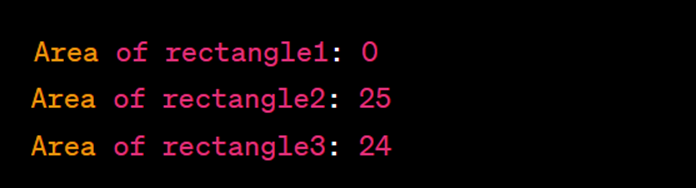 Area of rectangle1: 0
Area of rectangle2: 25
Area of rectangle3: 24